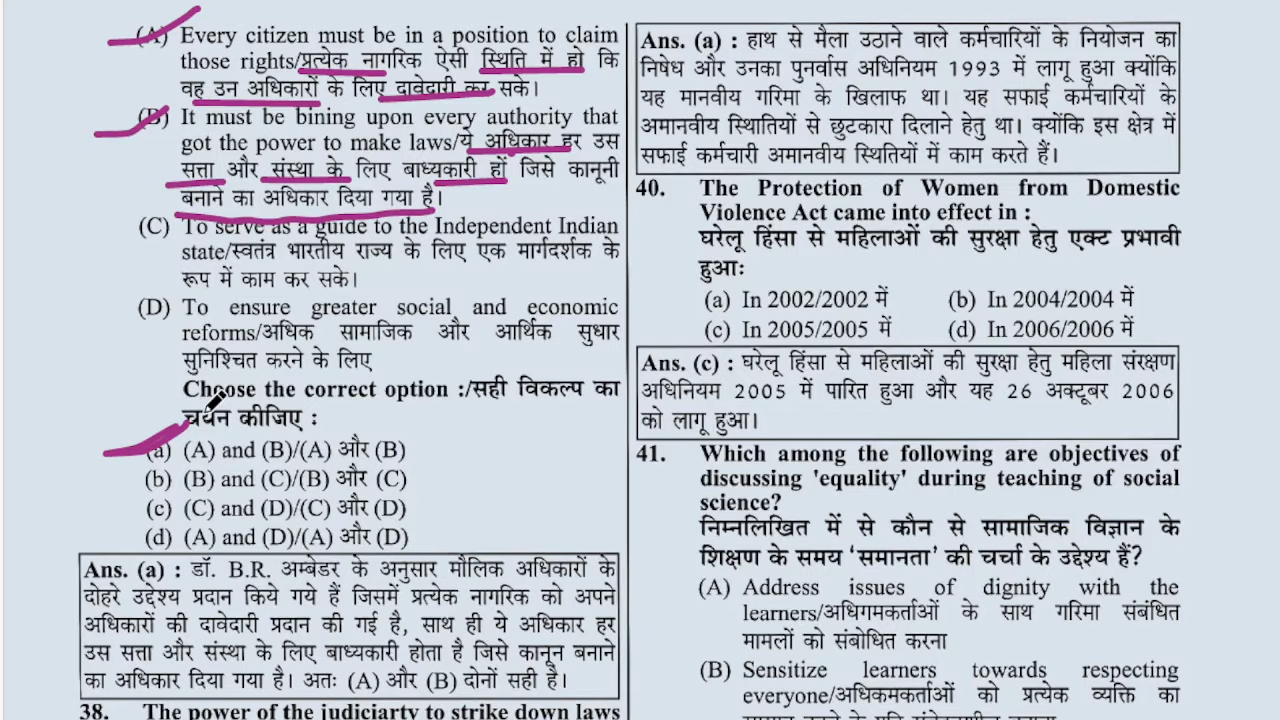 (A) Every citizen must be in a position to claim
those rights/प्रत्येक नागरिक ऐसी स्थिति में हो कि
वह उन अधिकारों के लिए दावेदारी कर सके।
(B) It must be bining upon every authority that
got the power to make laws/ये अधिकार हर उस
सत्ता और संस्था के लिए बाध्यकारी हों जिसे कानूनी
बनाने का अधिकार दिया गया है।
(C) To serve as a guide to the Independent Indian
state/स्वतंत्र भारतीय राज्य के लिए एक मार्गदर्शक के
रूप में काम कर सके।
(D) To ensure greater social and economic
reforms/अधिक सामाजिक और आर्थिक सुधार
सुनिश्चित करने के लिए
Choose the correct option :/सही विकल्प का
चयन कीजिए :
(a) (A) and (B)/(A) और (B)
(b) (B) and (C)/(B) और (C)
(c) (C) and (D)/(C) और (D)
(d) (A) and (D)/(A) और (D)
Ans. (a) : डॉ. B.R. अम्बेडर के अनुसार मौलिक अधिकारों के
दोहरे उद्देश्य प्रदान किये गये हैं जिसमें प्रत्येक नागरिक को अपने
अधिकारों की दावेदारी प्रदान की गई है, साथ ही ये अधिकार हर
उस सत्ता और संस्था के लिए बाध्यकारी होता है जिसे कानून बनाने
का अधिकार दिया गया है। अतः (A) और (B) दोनों सही है।
38. The power of the judiciarty to strike down laws
Ans. (a) : हाथ से मैला उठाने वाले कर्मचारियों के नियोजन का
निषेध और उनका पुनर्वास अधिनियम 1993 में लागू हुआ क्योंकि
यह मानवीय गरिमा के खिलाफ था। यह सफाई कर्मचारियों के
अमानवीय स्थितियों से छुटकारा दिलाने हेतु था। क्योंकि इस क्षेत्र में
सफाई कर्मचारी अमानवीय स्थितियों में काम करते हैं।
40. The Protection of Women from Domestic
Violence Act came into effect in :
घरेलू हिंसा से महिलाओं की सुरक्षा हेतु एक्ट प्रभावी
हुआः
(a) In 2002/2002 में (b) In 2004/2004 में
(c) In 2005/2005 में (d) In 2006/2006 में
Ans. (c) : घरेलू हिंसा से महिलाओं की सुरक्षा हेतु महिला संरक्षण
अधिनियम 2005 में पारित हुआ और यह 26 अक्टूबर 2006
को लागू हुआ।
41. Which among the following are objectives of
discussing 'equality' during teaching of social
science?
निम्नलिखित में से कौन से सामाजिक विज्ञान के
शिक्षण के समय 'समानता' की चर्चा के उद्देश्य हैं?
(A) Address issues of dignity with the
learners/अधिगमकर्ताओं के साथ गरिमा संबंधित
मामलों को संबोधित करना
(B) Sensitize learners towards respecting
everyone/अधिकमकर्ताओं को प्रत्येक व्यक्ति का